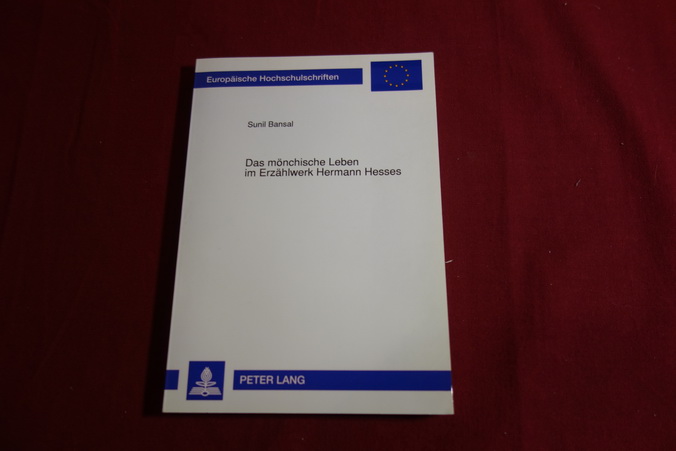 Europäische Hochschulschriften
Sunil Bansal
Das mönchische Leben
im Erzählwerk Hermann Hesses
PETER LANG